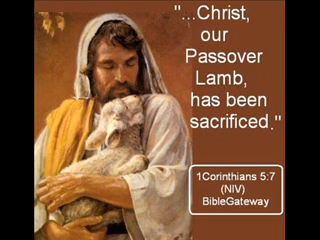 "...Christ,
our
Passover
Lamb,
has been
sacrificed."
1Corinthians 5:7
(NIV)
BibleGateway